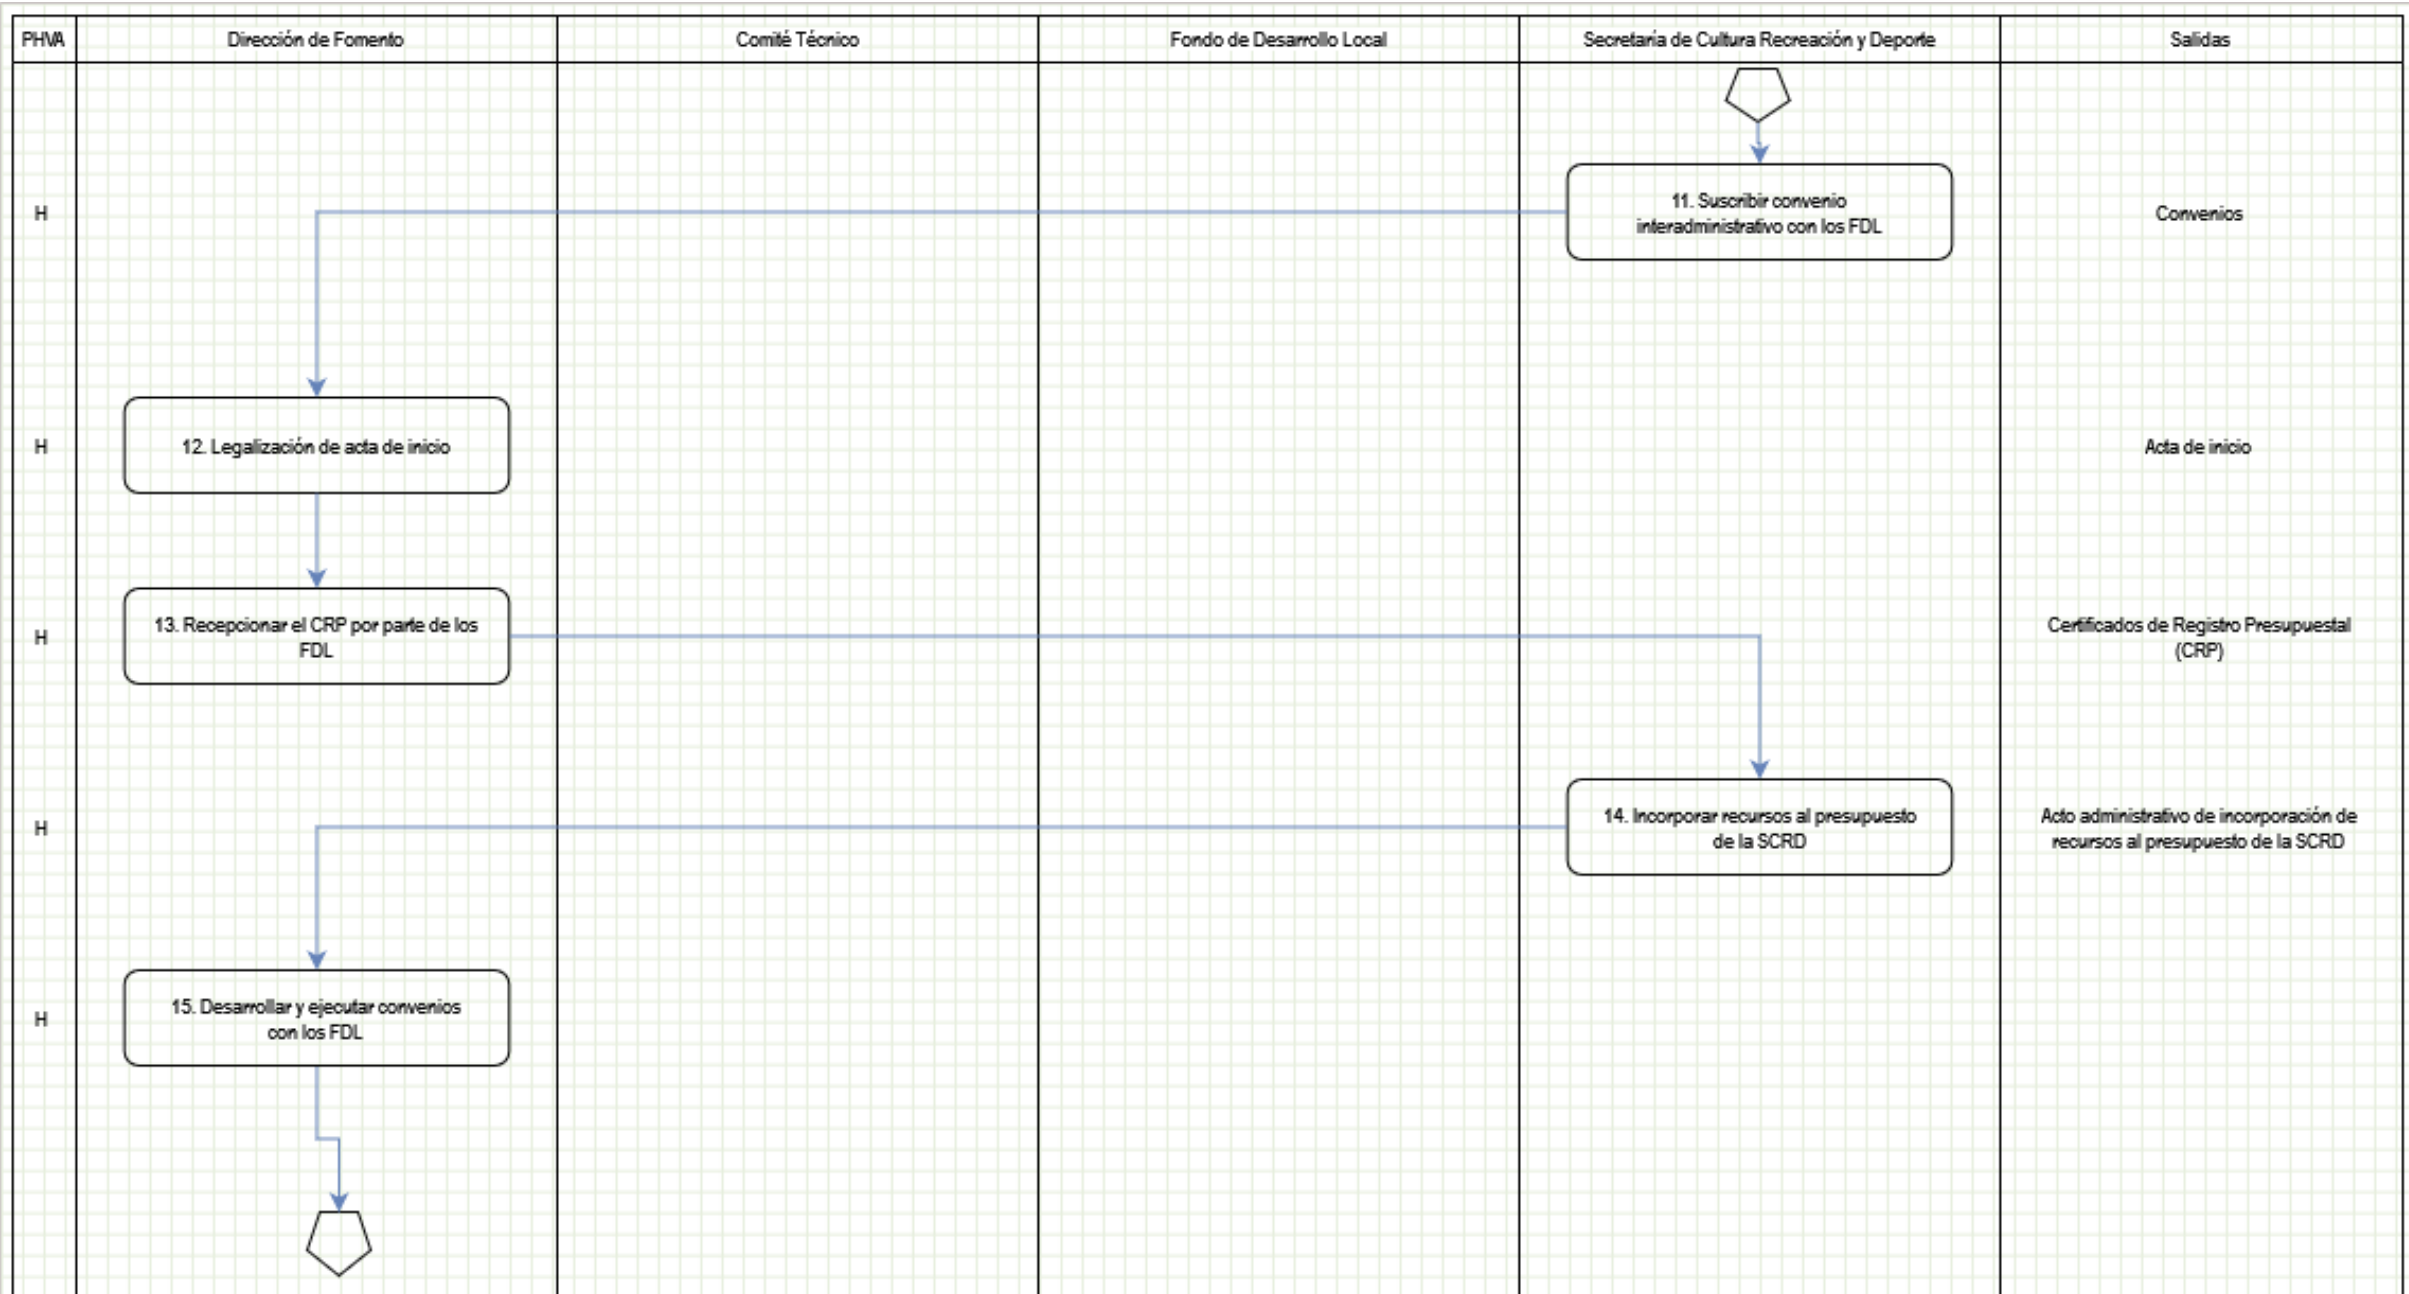 PHVA
Dirección de Fomento
Comité Técnico
Fondo de Desarrollo Local
Secretaría de Cultura Recreación y Deporte
Salidas
H
11. Suscribir convenio
interadministrativo con los FDL
Convenios
H
12. Legalización de acta de inicio
Acta de inicio
H
13. Recepcionar el CRP por parte de los
FDL
Certificados de Registro Presupuestal
(CRP)
H
14. Incorporar recursos al presupuesto
de la SCRD
Acto administrativo de incorporación de
recursos al presupuesto de la SCRD
H
15. Desarrollar y ejecutar convenios
con los FDL